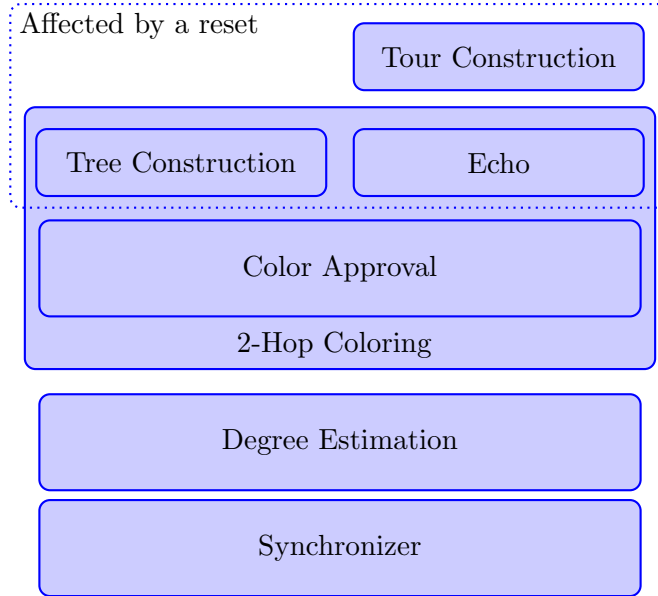 Affected by a reset
Tour Construction
Tree Construction
Echo
Color Approval
2-Hop Coloring
Degree Estimation
Synchronizer